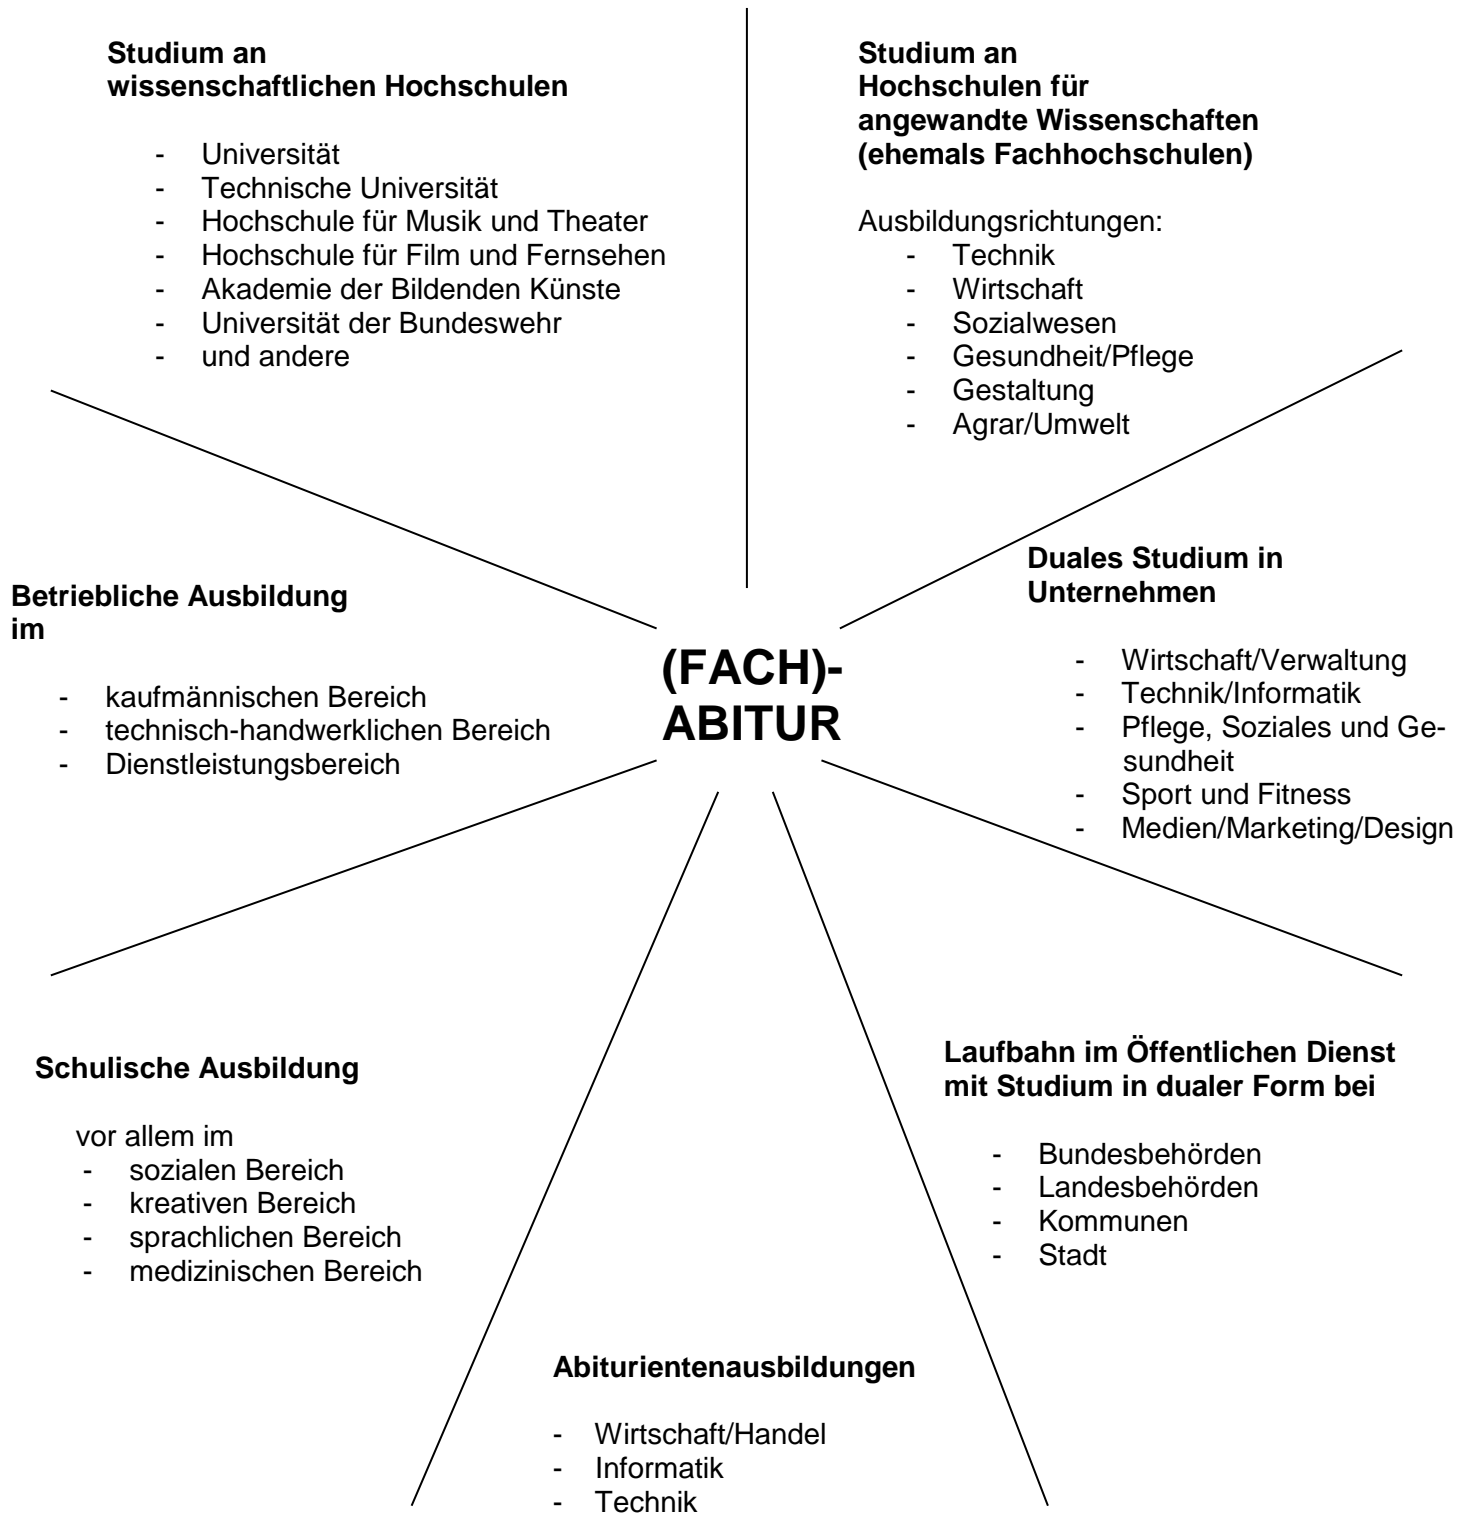 Studium an
wissenschaftlichen Hochschulen
- Universität
- Technische Universität
- Hochschule für Musik und Theater
- Hochschule für Film und Fernsehen
- Akademie der Bildenden Künste
- Universität der Bundeswehr
- und andere
Studium an
Hochschulen für
angewandte Wissenschaften
(ehemals Fachhochschulen)
Ausbildungsrichtungen:
- Technik
- Wirtschaft
- Sozialwesen
- Gesundheit/Pflege
- Gestaltung
- Agrar/Umwelt
Betriebliche Ausbildung
im
- kaufmännischen Bereich
- technisch-handwerklichen Bereich
- Dienstleistungsbereich
(FACH)-
ABITUR
Duales Studium in
Unternehmen
- Wirtschaft/Verwaltung
- Technik/Informatik
- Pflege, Soziales und Ge-
sundheit
- Sport und Fitness
- Medien/Marketing/Design
Schulische Ausbildung
vor allem im
- sozialen Bereich
- kreativen Bereich
- sprachlichen Bereich
- medizinischen Bereich
Laufbahn im Öffentlichen Dienst
mit Studium in dualer Form bei
- Bundesbehörden
- Landesbehörden
- Kommunen
- Stadt
Abiturientenausbildungen
- Wirtschaft/Handel
- Informatik
- Technik